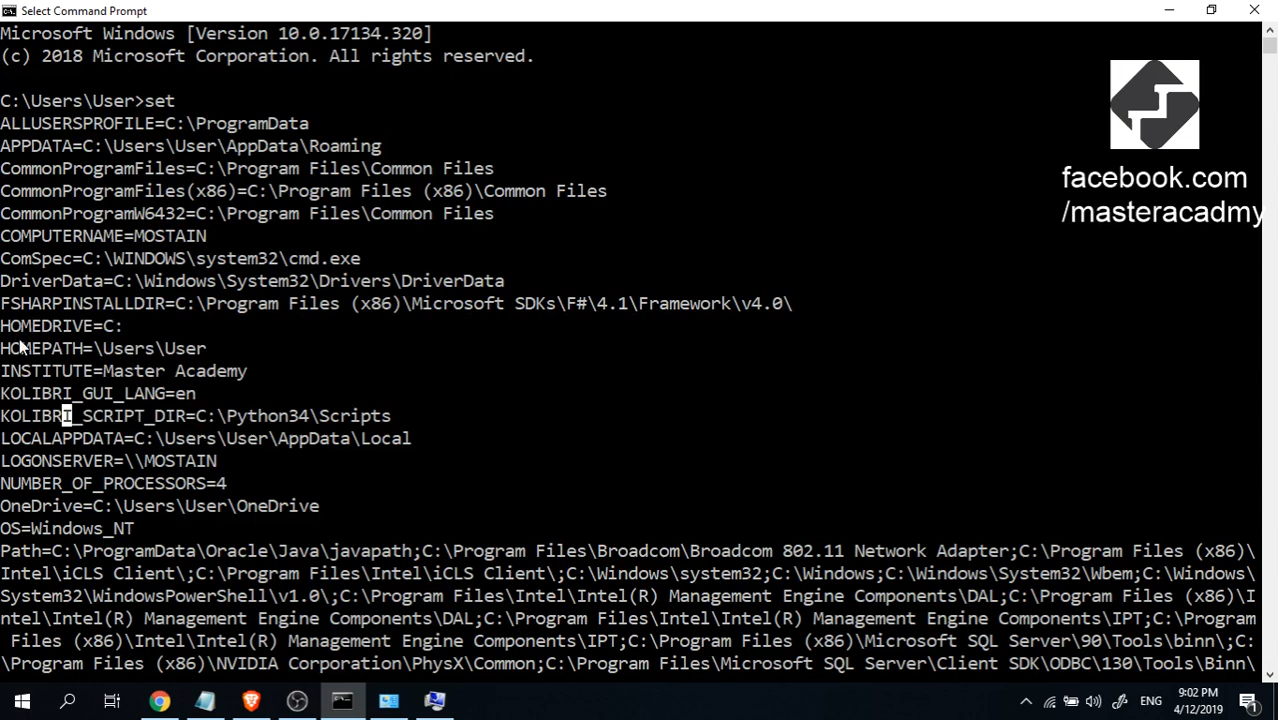 Select Command Prompt
Microsoft Windows [Version 10.0.17134.320]
(c) 2018 Microsoft Corporation. All rights reserved.
C:\Users\User>set
ALLUSERSPROFILE=C:\ProgramData
APPDATA=C:\Users\User\AppData\Roaming
CommonProgramFiles=C:\Program Files\Common Files
CommonProgramFiles(x86)=C:\Program Files (x86)\Common Files
CommonProgramW6432=C:\Program Files\Common Files
COMPUTERNAME=MOSTAIN
ComSpec=C:\WINDOWS\system32\cmd.exe
DriverData=C:\Windows\System32\Drivers\DriverData
FSHARPINSTALLDIR=C:\Program Files (x86)\Microsoft SDKs\F#\4.1\Framework\v4.0\
HOMEDRIVE=C:
HOMEPATH=\Users\User
INSTITUTE=Master Academy
KOLIBRI_GUI_LANG=en
KOLIBRI_SCRIPT_DIR=C:\Python34\Scripts
LOCALAPPDATA=C:\Users\User\AppData\Local
LOGONSERVER=\\MOSTAIN
NUMBER_OF_PROCESSORS=4
OneDrive=C:\Users\User\OneDrive
OS=Windows_NT
Path=C:\ProgramData\Oracle\Java\javapath;C:\Program Files\Broadcom\Broadcom 802.11 Network Adapter;C:\Program Files (x86)\
Intel\iCLS Client\;C:\Program Files\Intel\iCLS Client\;C:\Windows\system32;C:\Windows;C:\Windows\System32\Wbem;C:\Windows\
System32\WindowsPowerShell\v1.0\;C:\Program Files\Intel\Intel(R) Management Engine Components\DAL;C:\Program Files (x86)\I
ntel\Intel(R) Management Engine Components\DAL;C:\Program Files\Intel\Intel(R) Management Engine Components\IPT;C:\Program
 Files (x86)\Intel\Intel(R) Management Engine Components\IPT;C:\Program Files (x86)\Microsoft SQL Server\90\Tools\binn\;C:
\Program Files (x86)\NVIDIA Corporation\PhysX\Common;C:\Program Files\Microsoft SQL Server\Client SDK\ODBC\130\Tools\Binn\
facebook.com
/masteracadmy
ENG
9:02 PM
4/12/2019
1